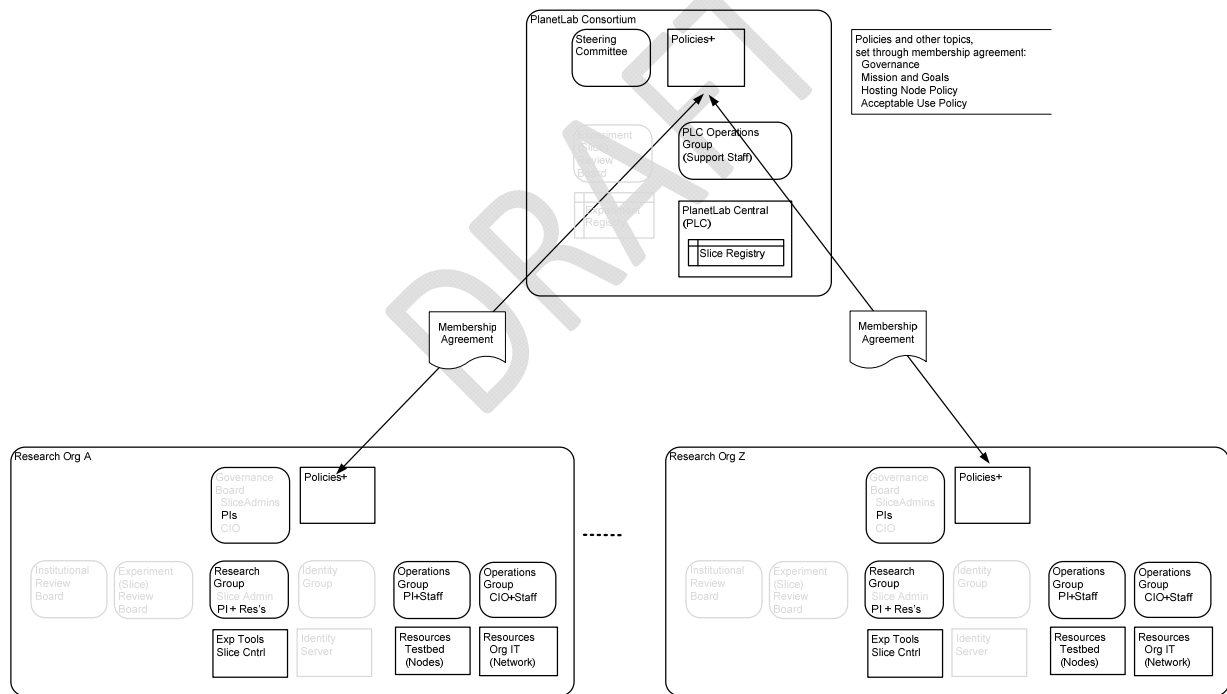 PlanetLab Consortium
Steering
Committee
Policies+
Policies and other topics,
set through membership agreement:
Governance
Mission and Goals
Hosting Node Policy
Acceptable Use Policy
Experiment
(Slice)
Review
Board
PLC Operations
Group
(Support Staff)
Experiment
Registry
PlanetLab Central
(PLC)
Slice Registry
DRAFT
Membership
Agreement
Membership
Agreement
Research Org A
Governance
Board
SliceAdmins
PIs
CIO
Policies+
Institutional
Review
Board
Experiment
(Slice)
Review
Board
Research
Group
Slice Admin
PI + Res's
Identity
Group
Operations
Group
PI+Staff
Operations
Group
CIO+Staff
Exp Tools
Slice Cntrl
Identity
Server
Resources
Testbed
(Nodes)
Resources
Org IT
(Network)
......
Research Org Z
Governance
Board
SliceAdmins
PIs
CIO
Policies+
Institutional
Review
Board
Experiment
(Slice)
Review
Board
Research
Group
Slice Admin
PI + Res's
Identity
Group
Operations
Group
PI+Staff
Operations
Group
CIO+Staff
Exp Tools
Slice Cntrl
Identity
Server
Resources
Testbed
(Nodes)
Resources
Org IT
(Network)